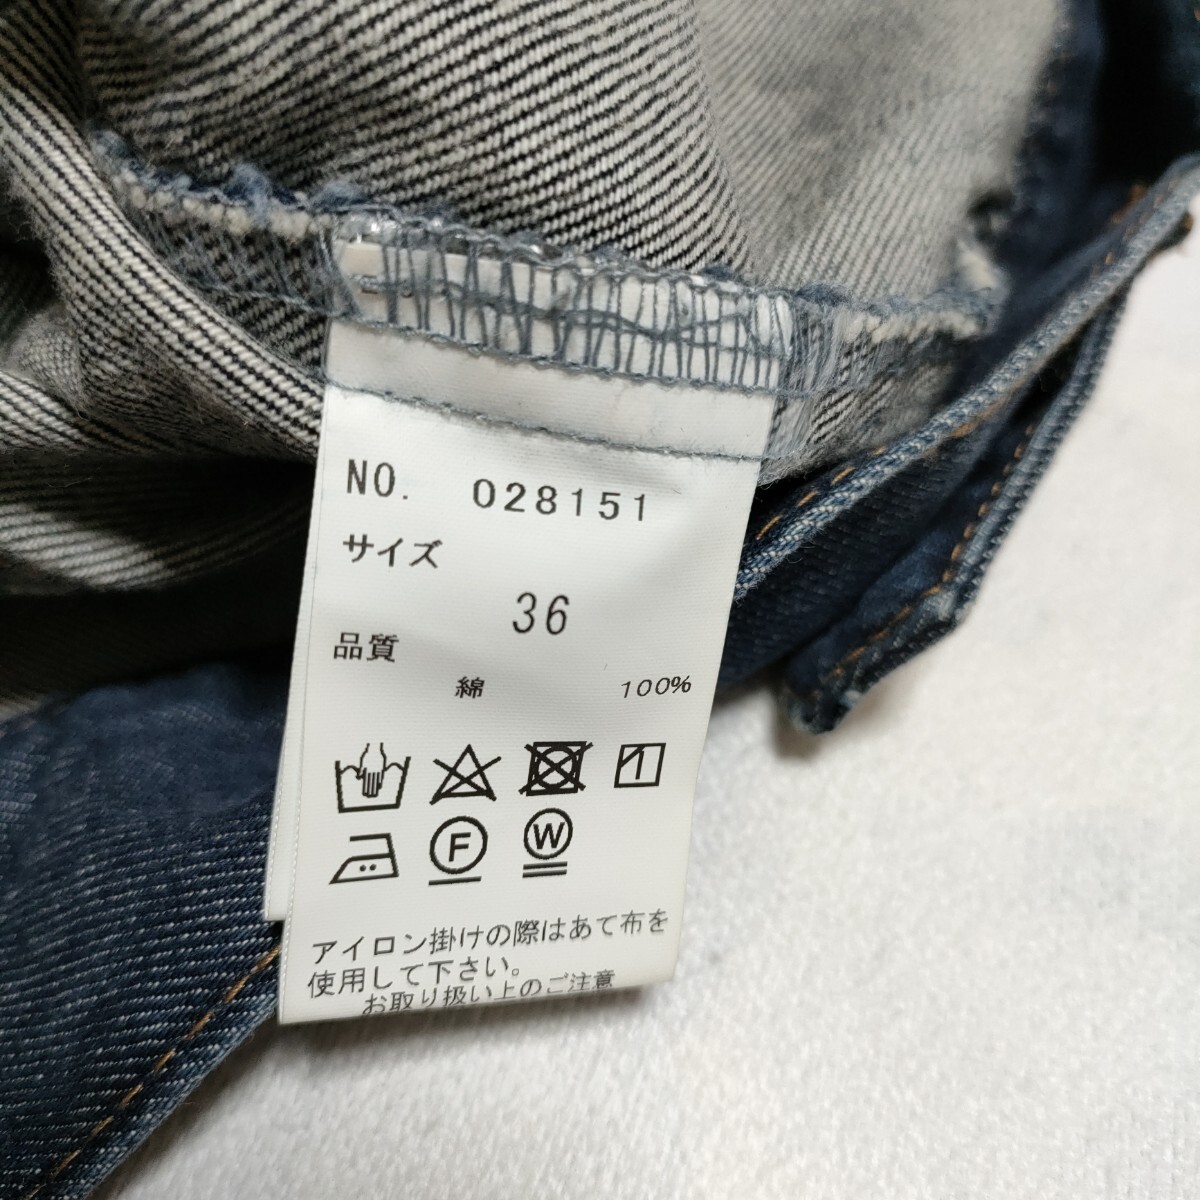 NO. 028151
サイズ
36
品質
綿 100%
F W
アイロン掛けの際はあて布を
使用して下さい。
お取り扱い上のご注意